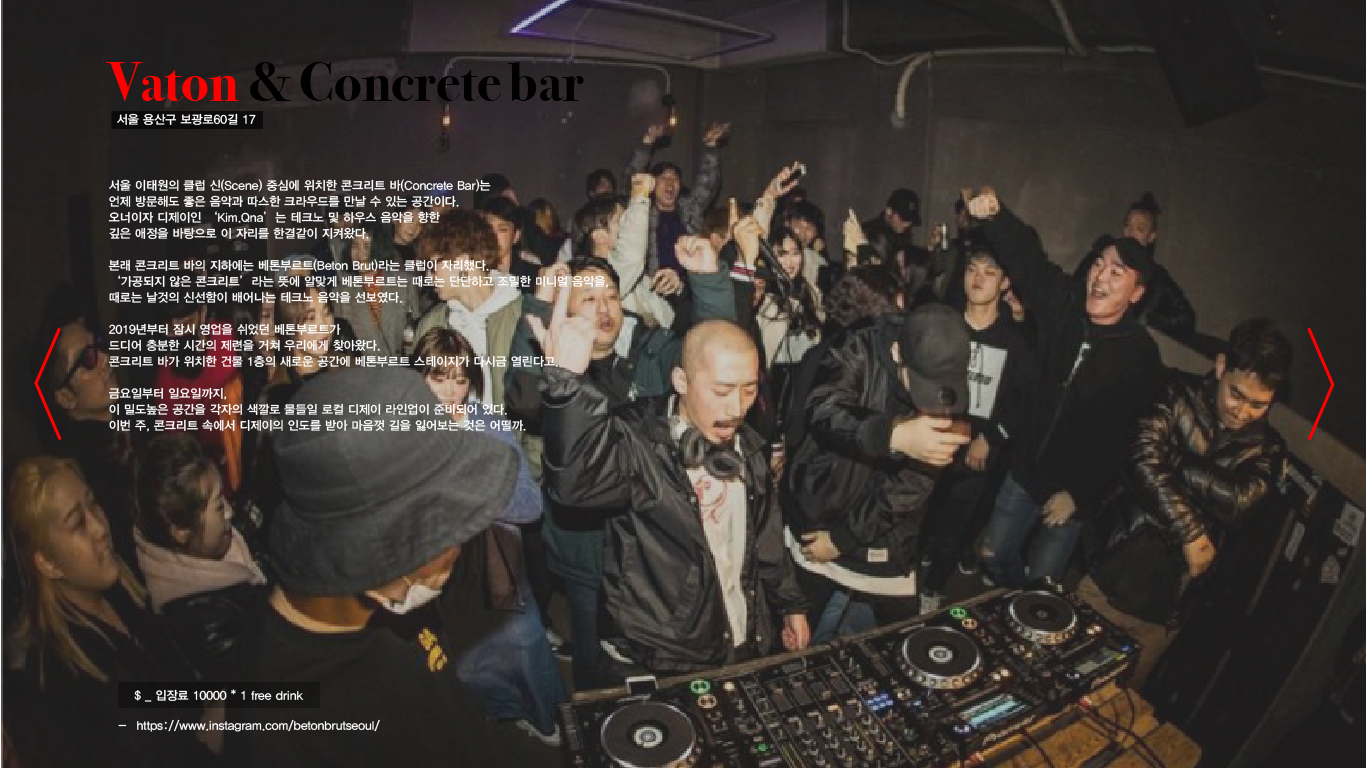 Vaton & Concrete bar
서울 용산구 보광로60길 17
서울 이태원의 클럽 신(Scene) 중심에 위치한 콘크리트 바(Concrete Bar)는
언제 방문해도 좋은 음악과 따스한 크라우드를 만날 수 있는 공간이다.
오너이자 디제이인 ‘Kim.Qna’는 테크노 및 하우스 음악을 향한
깊은 애정을 바탕으로 이 자리를 한결같이 지켜왔다.
본래 콘크리트 바의 지하에는 베톤부르트(Beton Brut)라는 클럽이 자리했다.
‘가공되지 않은 콘크리트’라는 뜻에 알맞게 베톤부르트는 때로는 단단하고 조밀한 미니멀 음악을,
때로는 날것의 신선함이 배어나는 테크노 음악을 선보였다.
2019년부터 잠시 영업을 쉬었던 베톤부르트가
드디어 충분한 시간의 제련을 거쳐 우리에게 찾아왔다.
콘크리트 바가 위치한 건물 1층의 새로운 공간에 베톤부르트 스테이지가 다시금 열린다고.
금요일부터 일요일까지,
이 밀도높은 공간을 각자의 색깔로 물들일 로컬 디제이 라인업이 준비되어 있다.
이번 주, 콘크리트 속에서 디제이의 인도를 받아 마음껏 길을 잃어보는 것은 어떨까.
$ _ 입장료 10000 * 1 free drink
- https://www.instagram.com/betonbrutseoul/